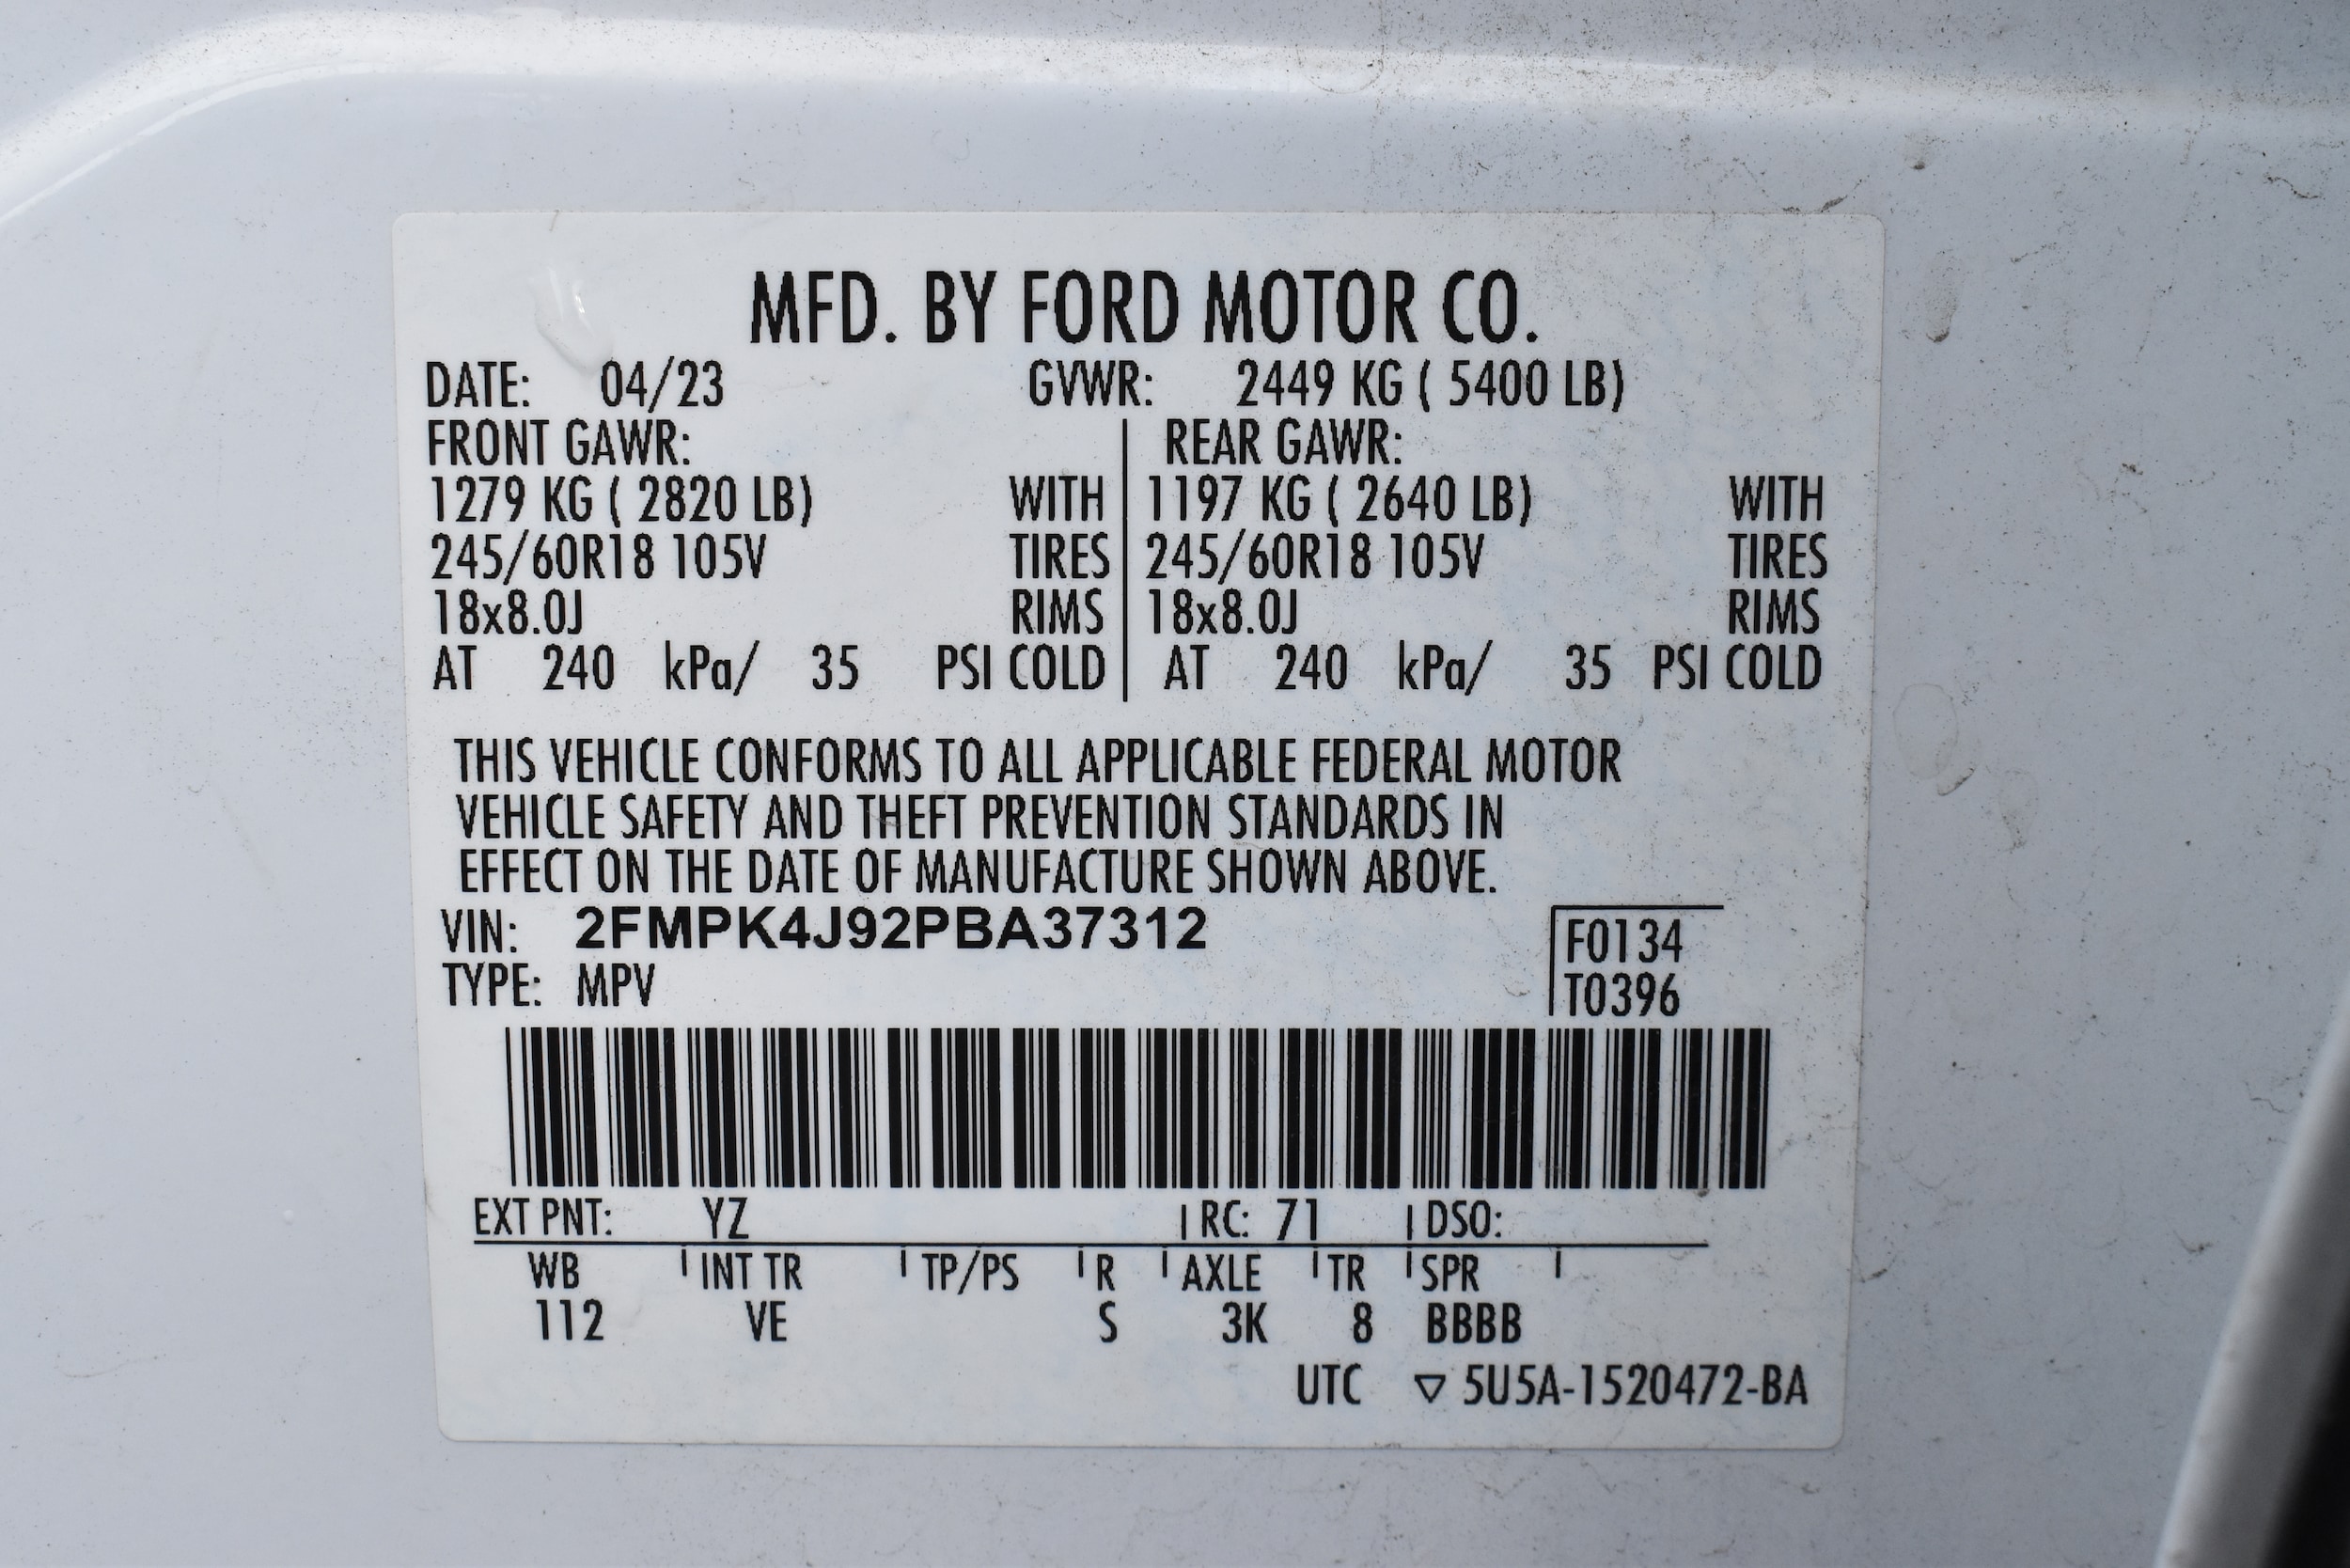 MFD. BY FORD MOTOR CO.
DATE: 04/23 GVWR: 2449 KG ( 5400 LB)
FRONT GAWR: REAR GAWR:
1279 KG ( 2820 LB) WITH 1197 KG ( 2640 LB) WITH
245/60R18 105V TIRES 245/60R18 105V TIRES
18x8.0J RIMS 18x8.0J RIMS
AT 240 kPa/ 35 PSI COLD AT 240 kPa/ 35 PSI COLD
THIS VEHICLE CONFORMS TO ALL APPLICABLE FEDERAL MOTOR
VEHICLE SAFETY AND THEFT PREVENTION STANDARDS IN
EFFECT ON THE DATE OF MANUFACTURE SHOWN ABOVE.
VIN: 2FMPK4J92PBA37312 F0134
TYPE: MPV T0396
EXT PNT: YZ RC: 71 DSO:
WB INT TR TP/PS R AXLE TR SPR
112 VE S 3K 8 BBBB
UTC ▽ 5U5A-1520472-BA